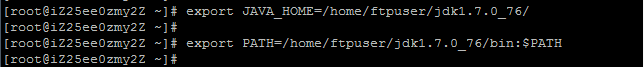 [root@iZ25ee0zmy2Z ~]# export JAVA_HOME=/home/ftpuser/jdk1.7.0_76/
[root@iZ25ee0zmy2Z ~]#
[root@iZ25ee0zmy2Z ~]# export PATH=/home/ftpuser/jdk1.7.0_76/bin:$PATH
[root@iZ25ee0zmy2Z ~]#